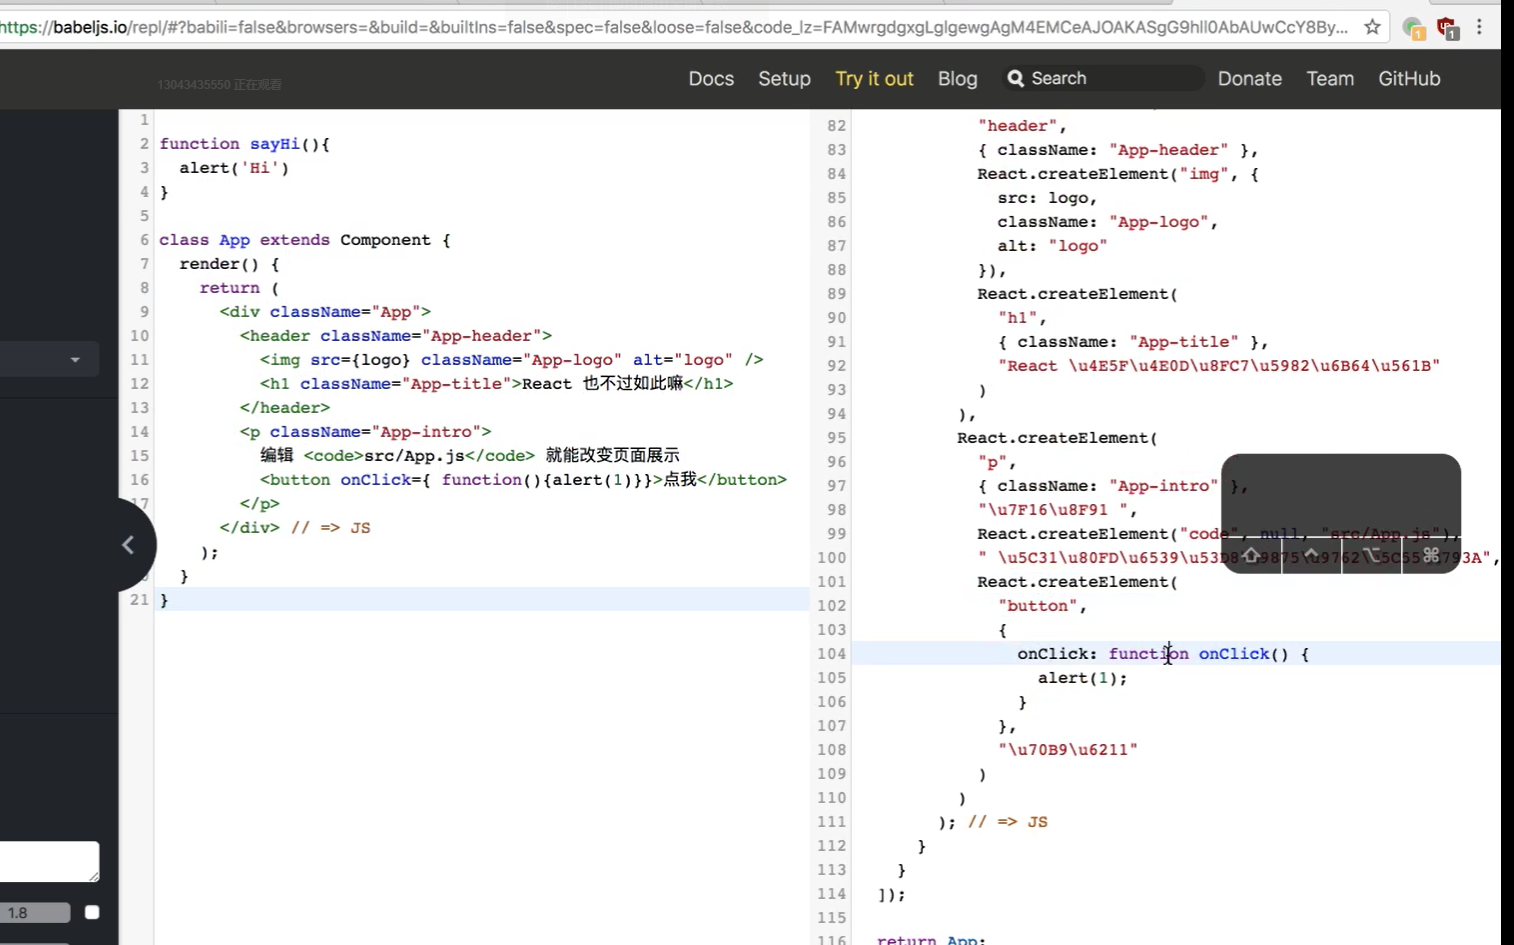 https://babeljs.io/repl/#?babili=false&browsers=&build=&builtIns=false&spec=false&loose=false&code_lz=FAMwrgdgxgLglgewgAgM4EMCeAJOAKASgG9hll0AbAUwCcY8By...
1
1
13043435550 正在观看
Docs Setup Try it out Blog Search Donate Team GitHub
1
2 function sayHi(){
3 alert('Hi')
4 }
5
6 class App extends Component {
7 render() {
8 return (
9 <div className="App">
10 <header className="App-header">
11 <img src={logo} className="App-logo" alt="logo" />
12 <h1 className="App-title">React 也不过如此嘛</h1>
13 </header>
14 <p className="App-intro">
15 编辑 <code>src/App.js</code> 就能改变页面展示
16 <button onClick={ function(){alert(1)}}>点我</button>
17 </p>
</div> // => JS
);
}
21 }
82 "header",
83 { className: "App-header" },
84 React.createElement("img", {
85 src: logo,
86 className: "App-logo",
87 alt: "logo"
88 }),
89 React.createElement(
90 "h1",
91 { className: "App-title" },
92 "React \u4E5F\u4E0D\u8FC7\u5982\u6B64\u561B"
93 )
94 ),
95 React.createElement(
96 "p",
97 { className: "App-intro" },
98 "\u7F16\u8F91 ",
99 React.createElement("code", null, "src/App.js"),
100 " \u5C31\u80FD\u6539\u53D8\u9875\u9762\u5C55\u793A",
101 React.createElement(
102 "button",
103 {
104 onClick: function onClick() {
105 alert(1);
106 }
107 },
108 "\u70B9\u6211"
109 )
110 )
111 ); // => JS
112 }
113 }
114 ]);
115
116 return App;
1.8